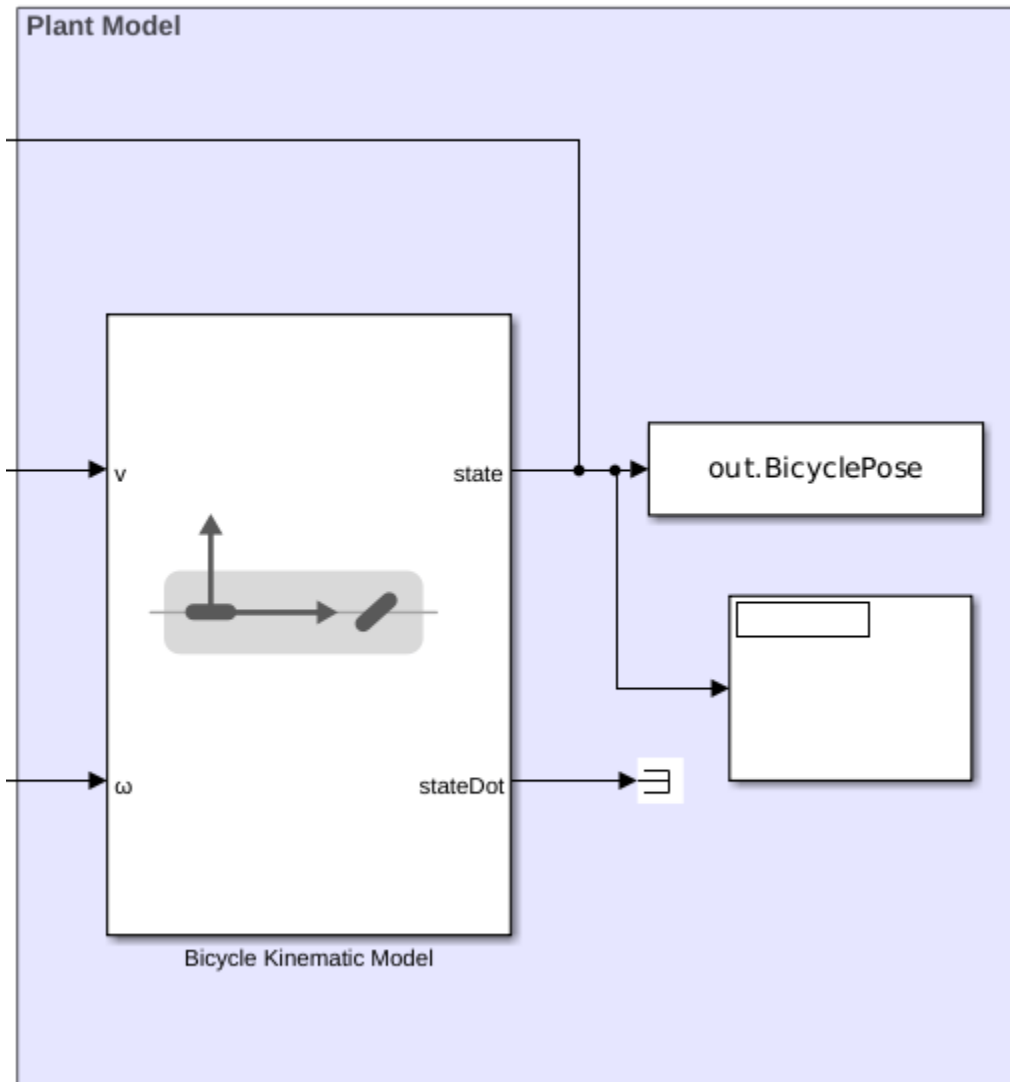 Plant Model
v
state
out.BicyclePose
ω
stateDot
Bicycle Kinematic Model